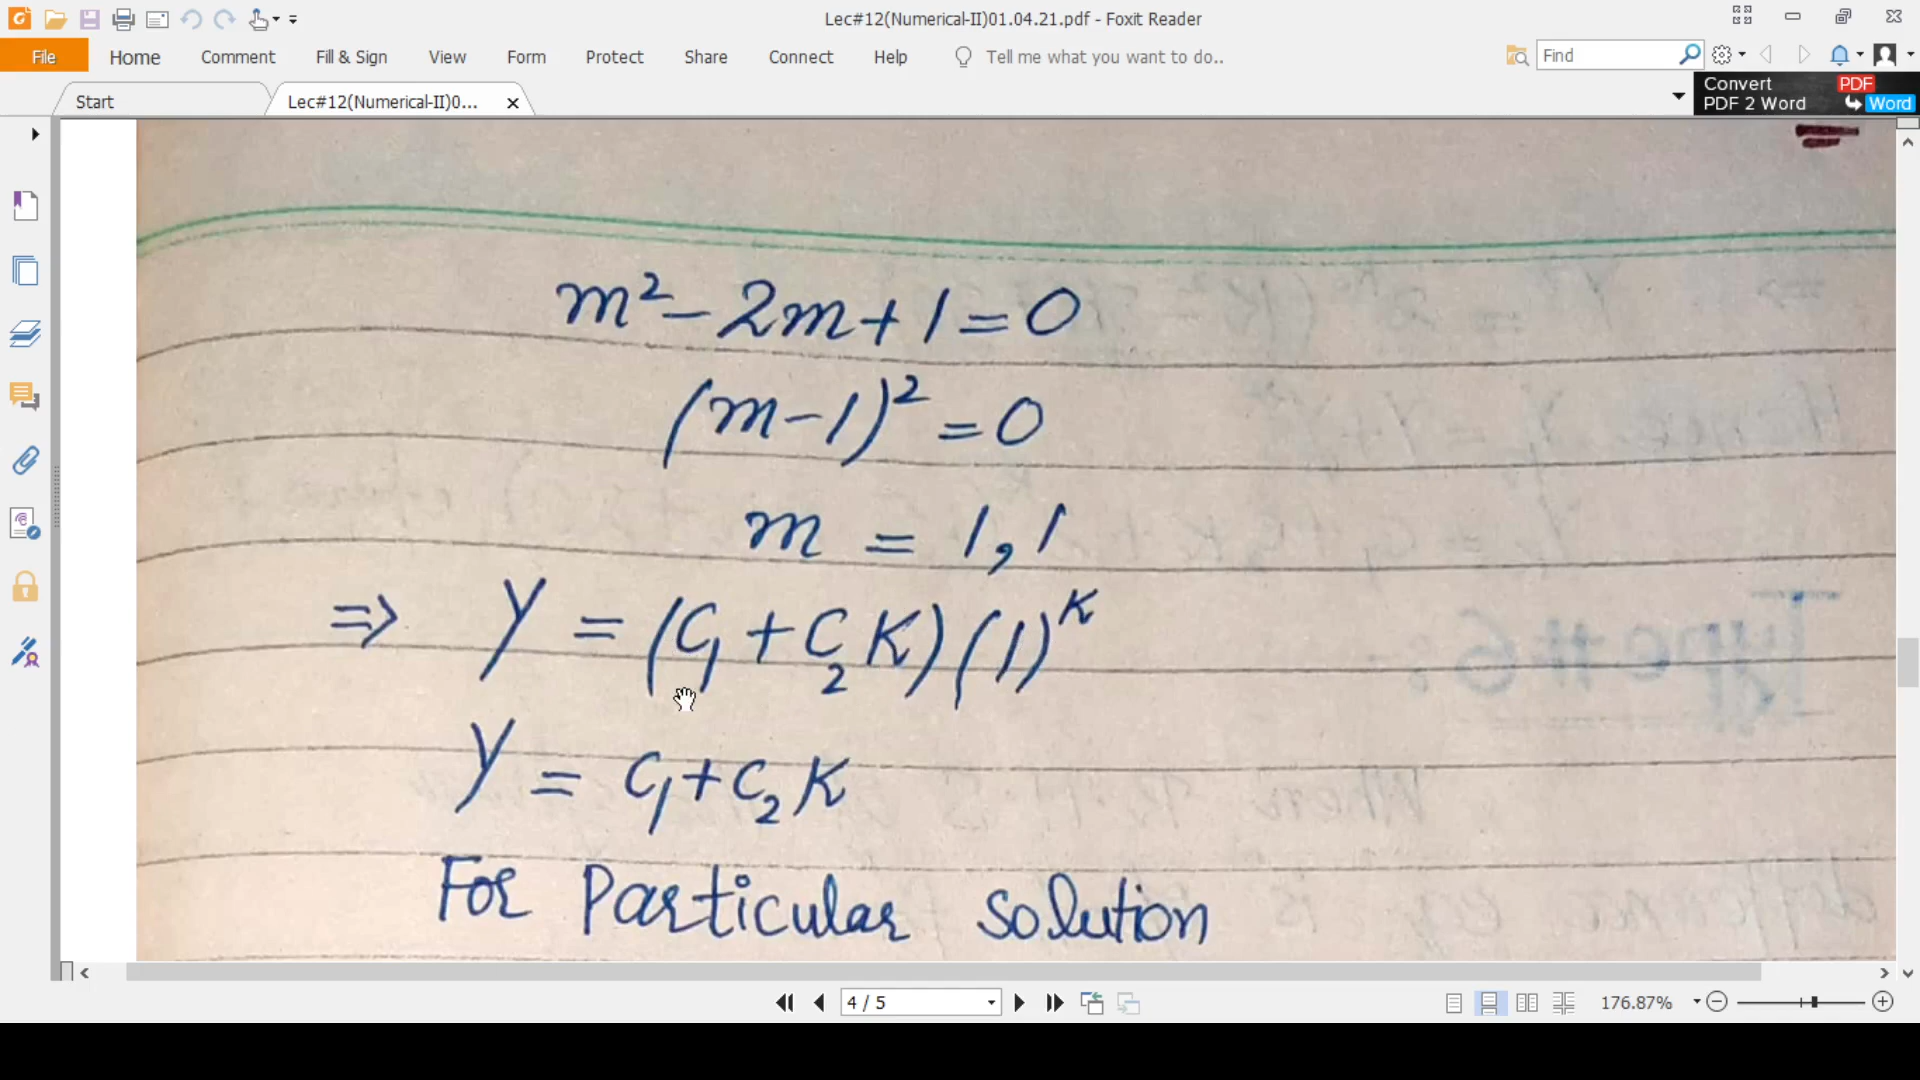 Lec#12(Numerical-II)01.04.21.pdf - Foxit Reader
File Home Comment Fill & Sign View Form Protect Share Connect Help Tell me what you want to do.. Find
Start Lec#12(Numerical-II)0... Convert PDF 2 Word PDF Word
m² - 2m + 1 = 0
(m - 1)² = 0
m = 1, 1
⇒ Y = (C₁ + C₂ K) (1)ᴷ
Y = C₁ + C₂ K
For Particular solution
4 / 5 176.87%